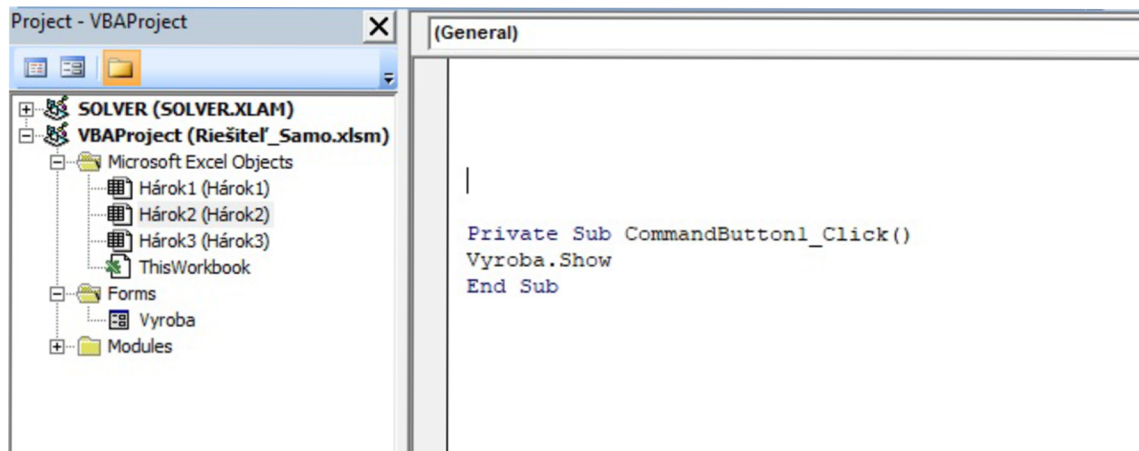 Project - VBAProject
SOLVER (SOLVER.XLAM)
VBAProject (Riešiteľ_Samo.xlsm)
Microsoft Excel Objects
Hárok1 (Hárok1)
Hárok2 (Hárok2)
Hárok3 (Hárok3)
ThisWorkbook
Forms
Vyroba
Modules
(General)
Private Sub CommandButton1_Click()
Vyroba.Show
End Sub